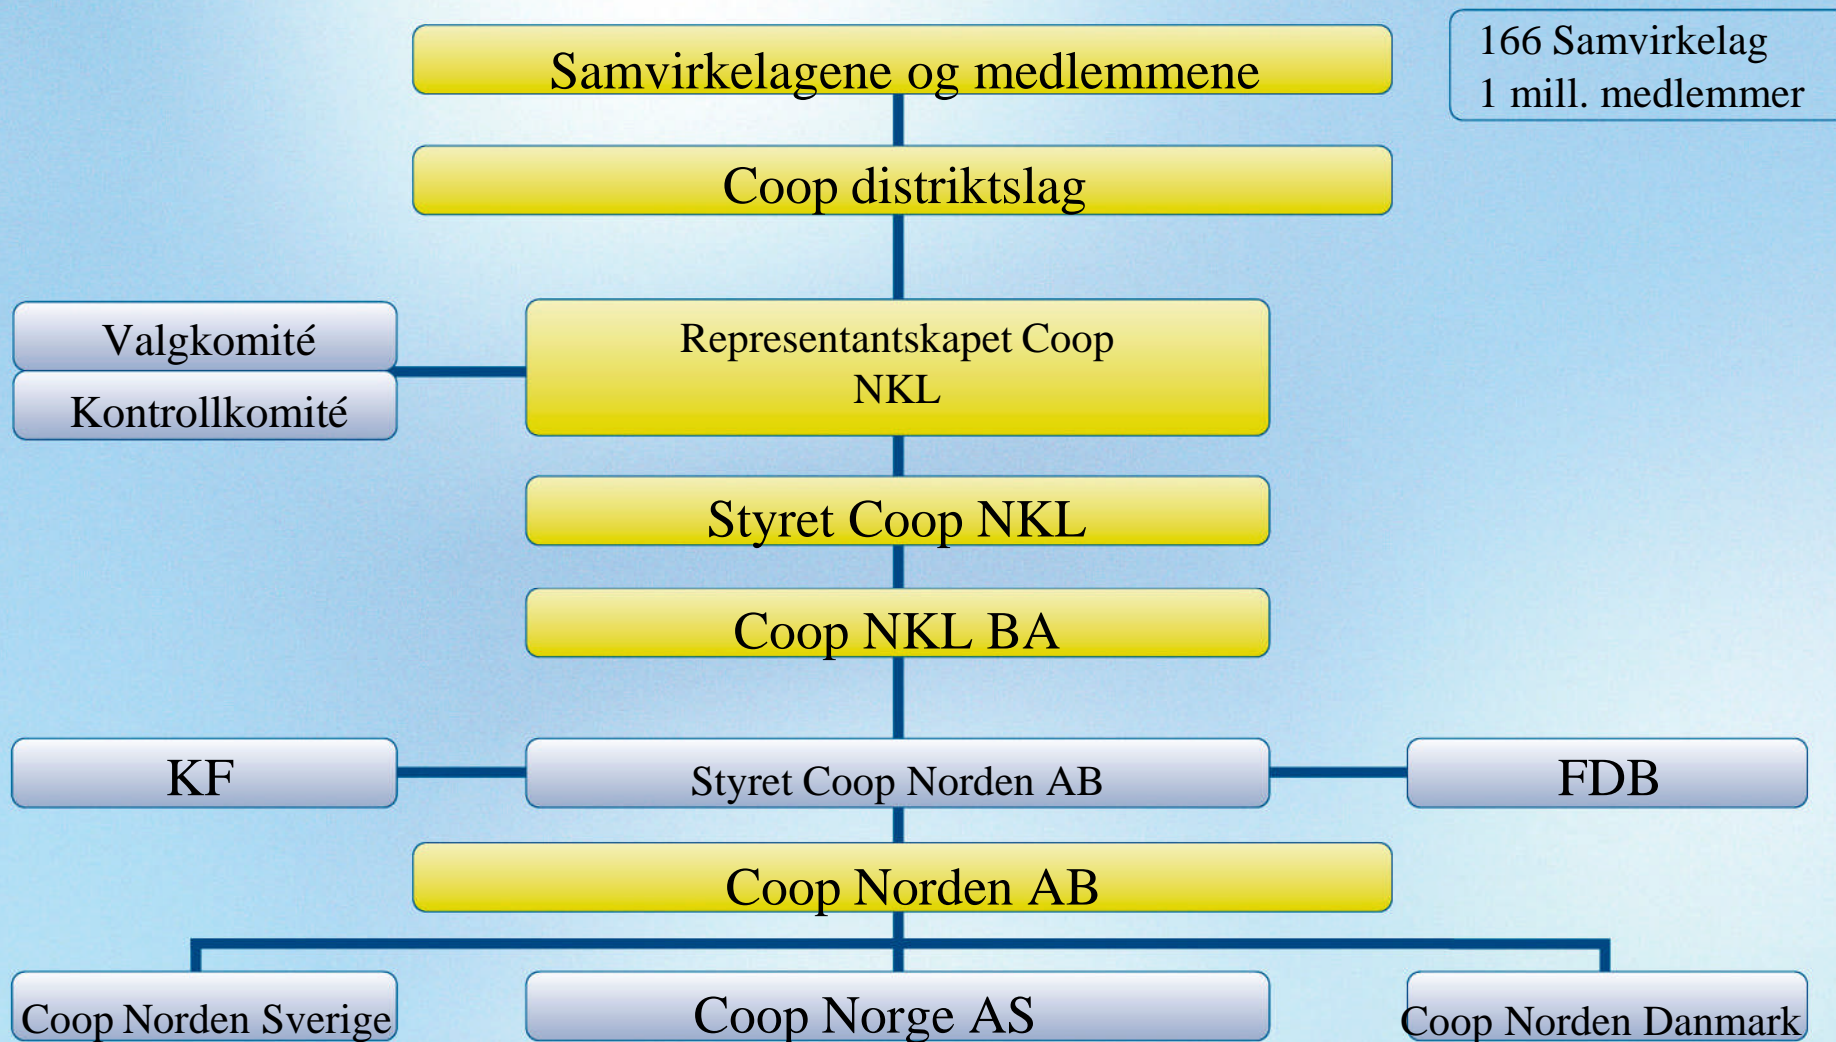 Samvirkelagene og medlemmene
166 Samvirkelag
1 mill. medlemmer
Coop distriktslag
Valgkomité
Kontrollkomité
Representantskapet Coop
NKL
Styret Coop NKL
Coop NKL BA
KF
Styret Coop Norden AB
FDB
Coop Norden AB
Coop Norden Sverige
Coop Norge AS
Coop Norden Danmark